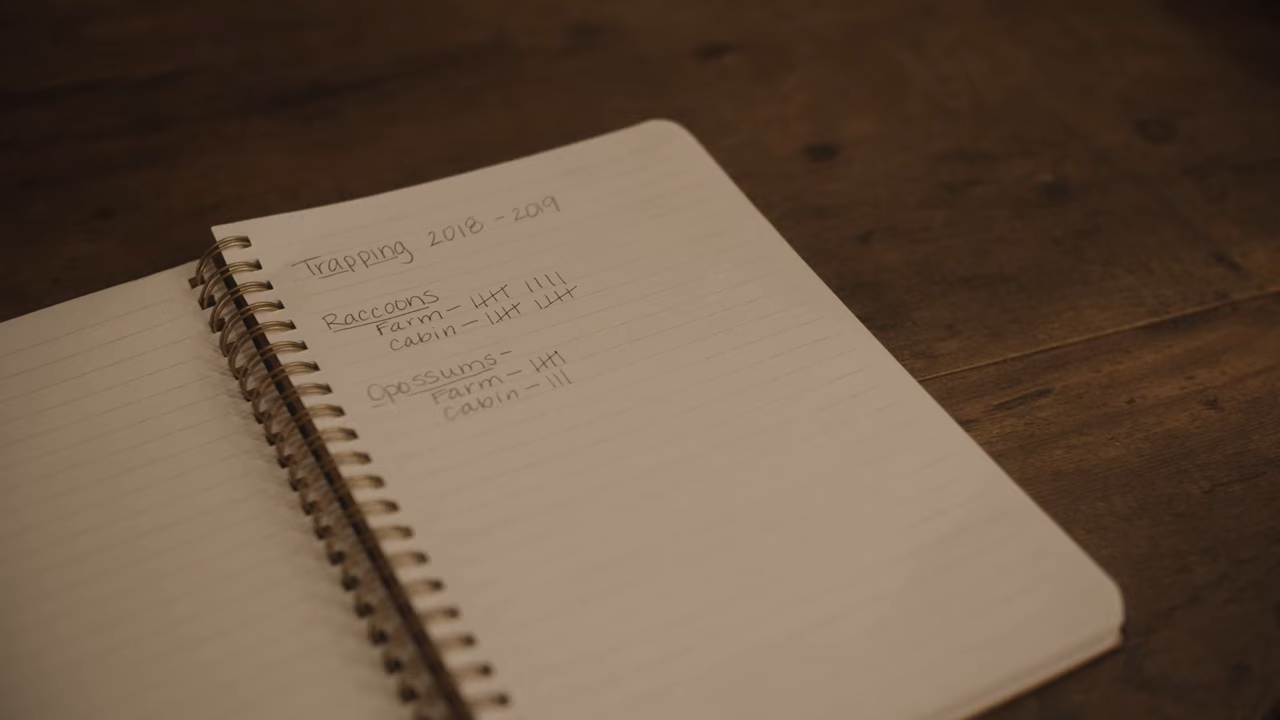 Trapping 2018 - 2019
Raccoons
Farm - 卌 ||||
cabin - 卌 卌
Opossums -
Farm - 卌
cabin - |||